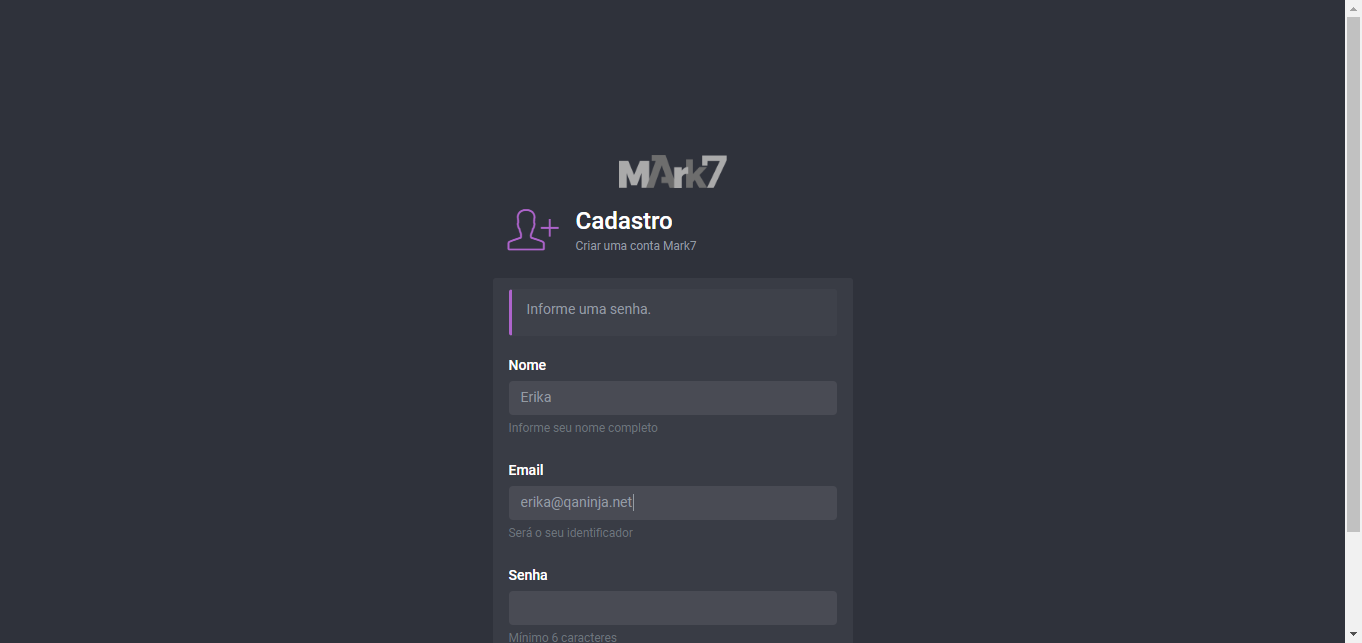 MArk7
Cadastro
Criar uma conta Mark7
Informe uma senha.
Nome
Erika
Informe seu nome completo
Email
erika@qaninja.net
Será o seu identificador
Senha
Mínimo 6 caracteres